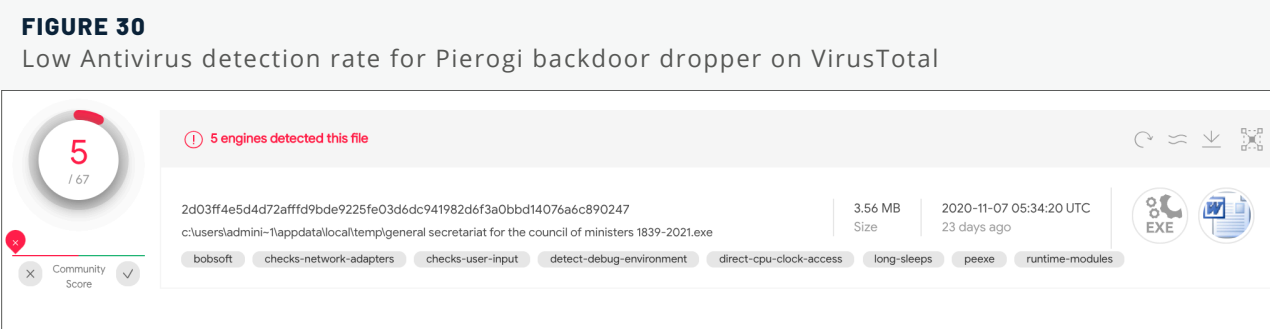 FIGURE 30
Low Antivirus detection rate for Pierogi backdoor dropper on VirusTotal
5
/ 67
Community
Score
5 engines detected this file
2d03ff4e5d4d72afffd9bde9225fe03d6dc941982d6f3a0bbd14076a6c890247
c:\users\admini~1\appdata\local\temp\general secretariat for the council of ministers 1839-2021.exe
3.56 MB
Size
2020-11-07 05:34:20 UTC
23 days ago
EXE
W
bobsoft checks-network-adapters checks-user-input detect-debug-environment direct-cpu-clock-access long-sleeps peexe runtime-modules